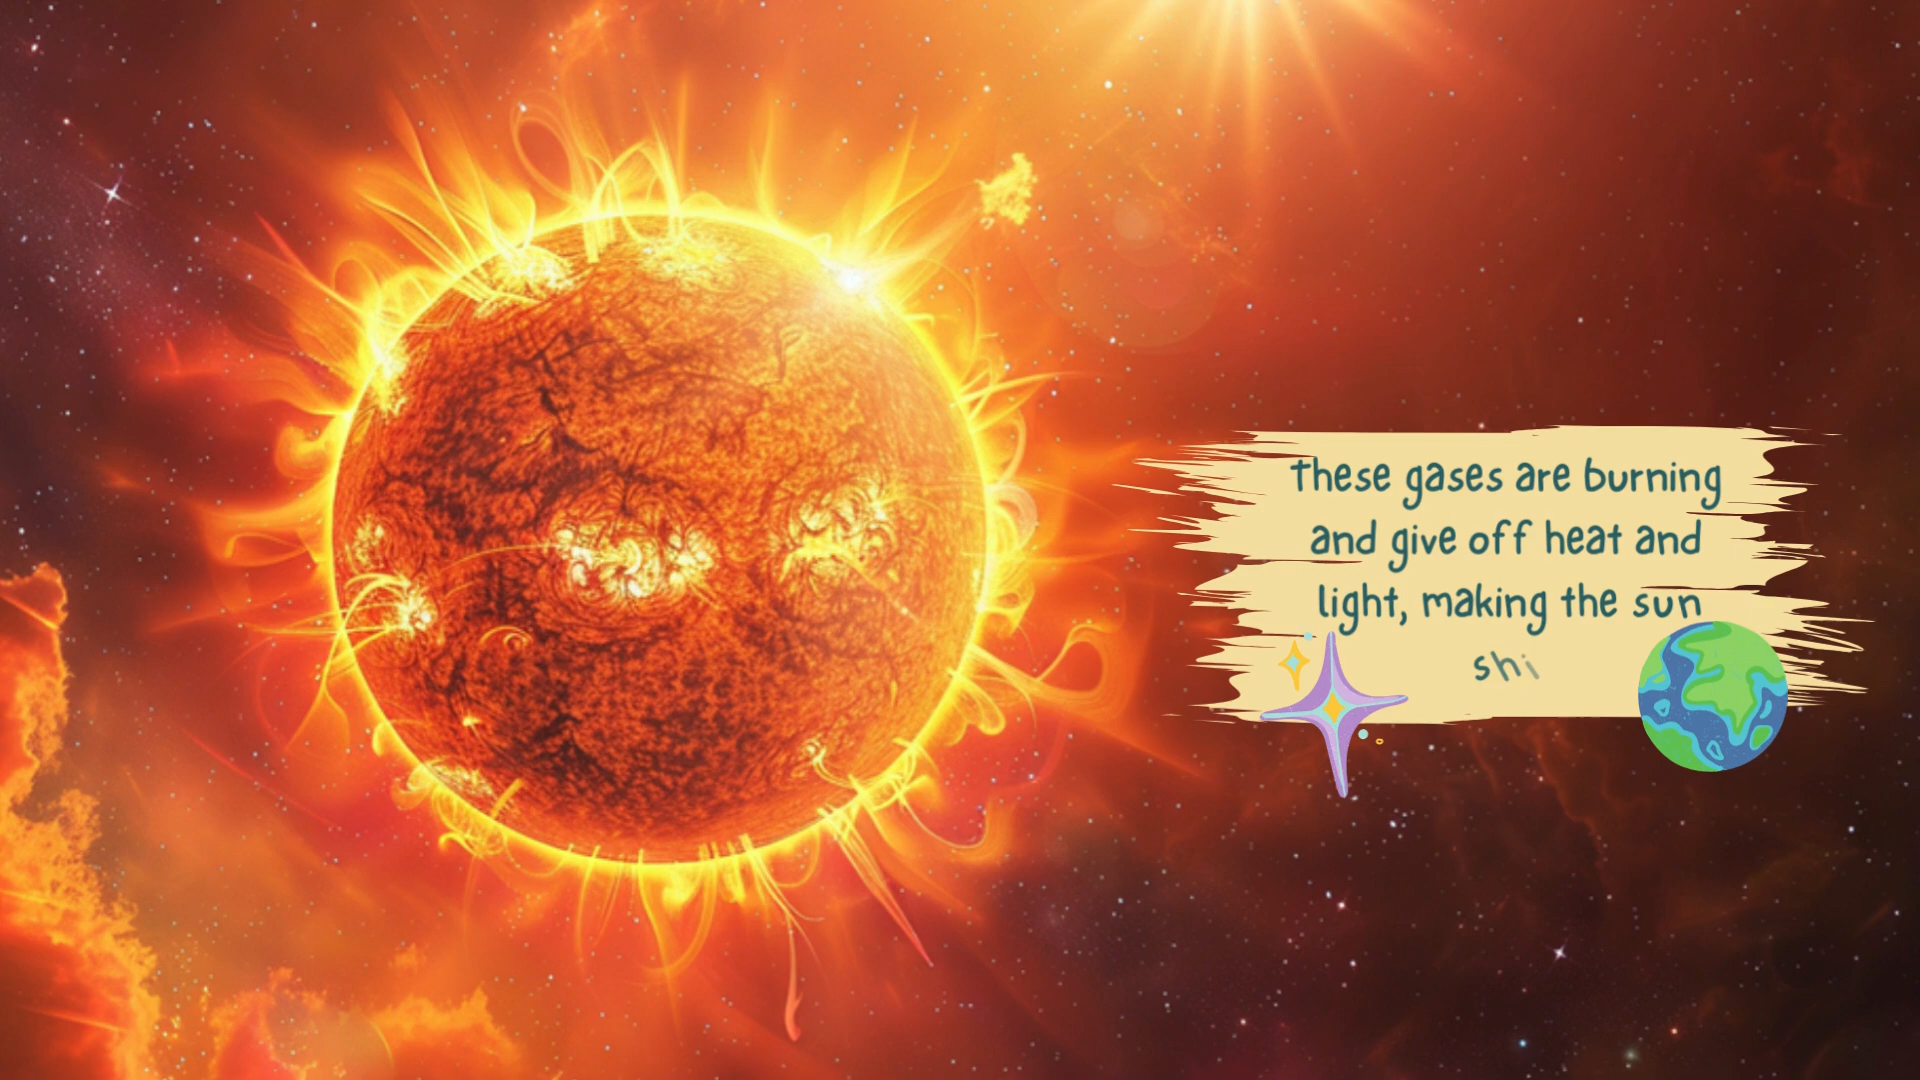 These gases are burning
and give off heat and
light, making the sun
shi